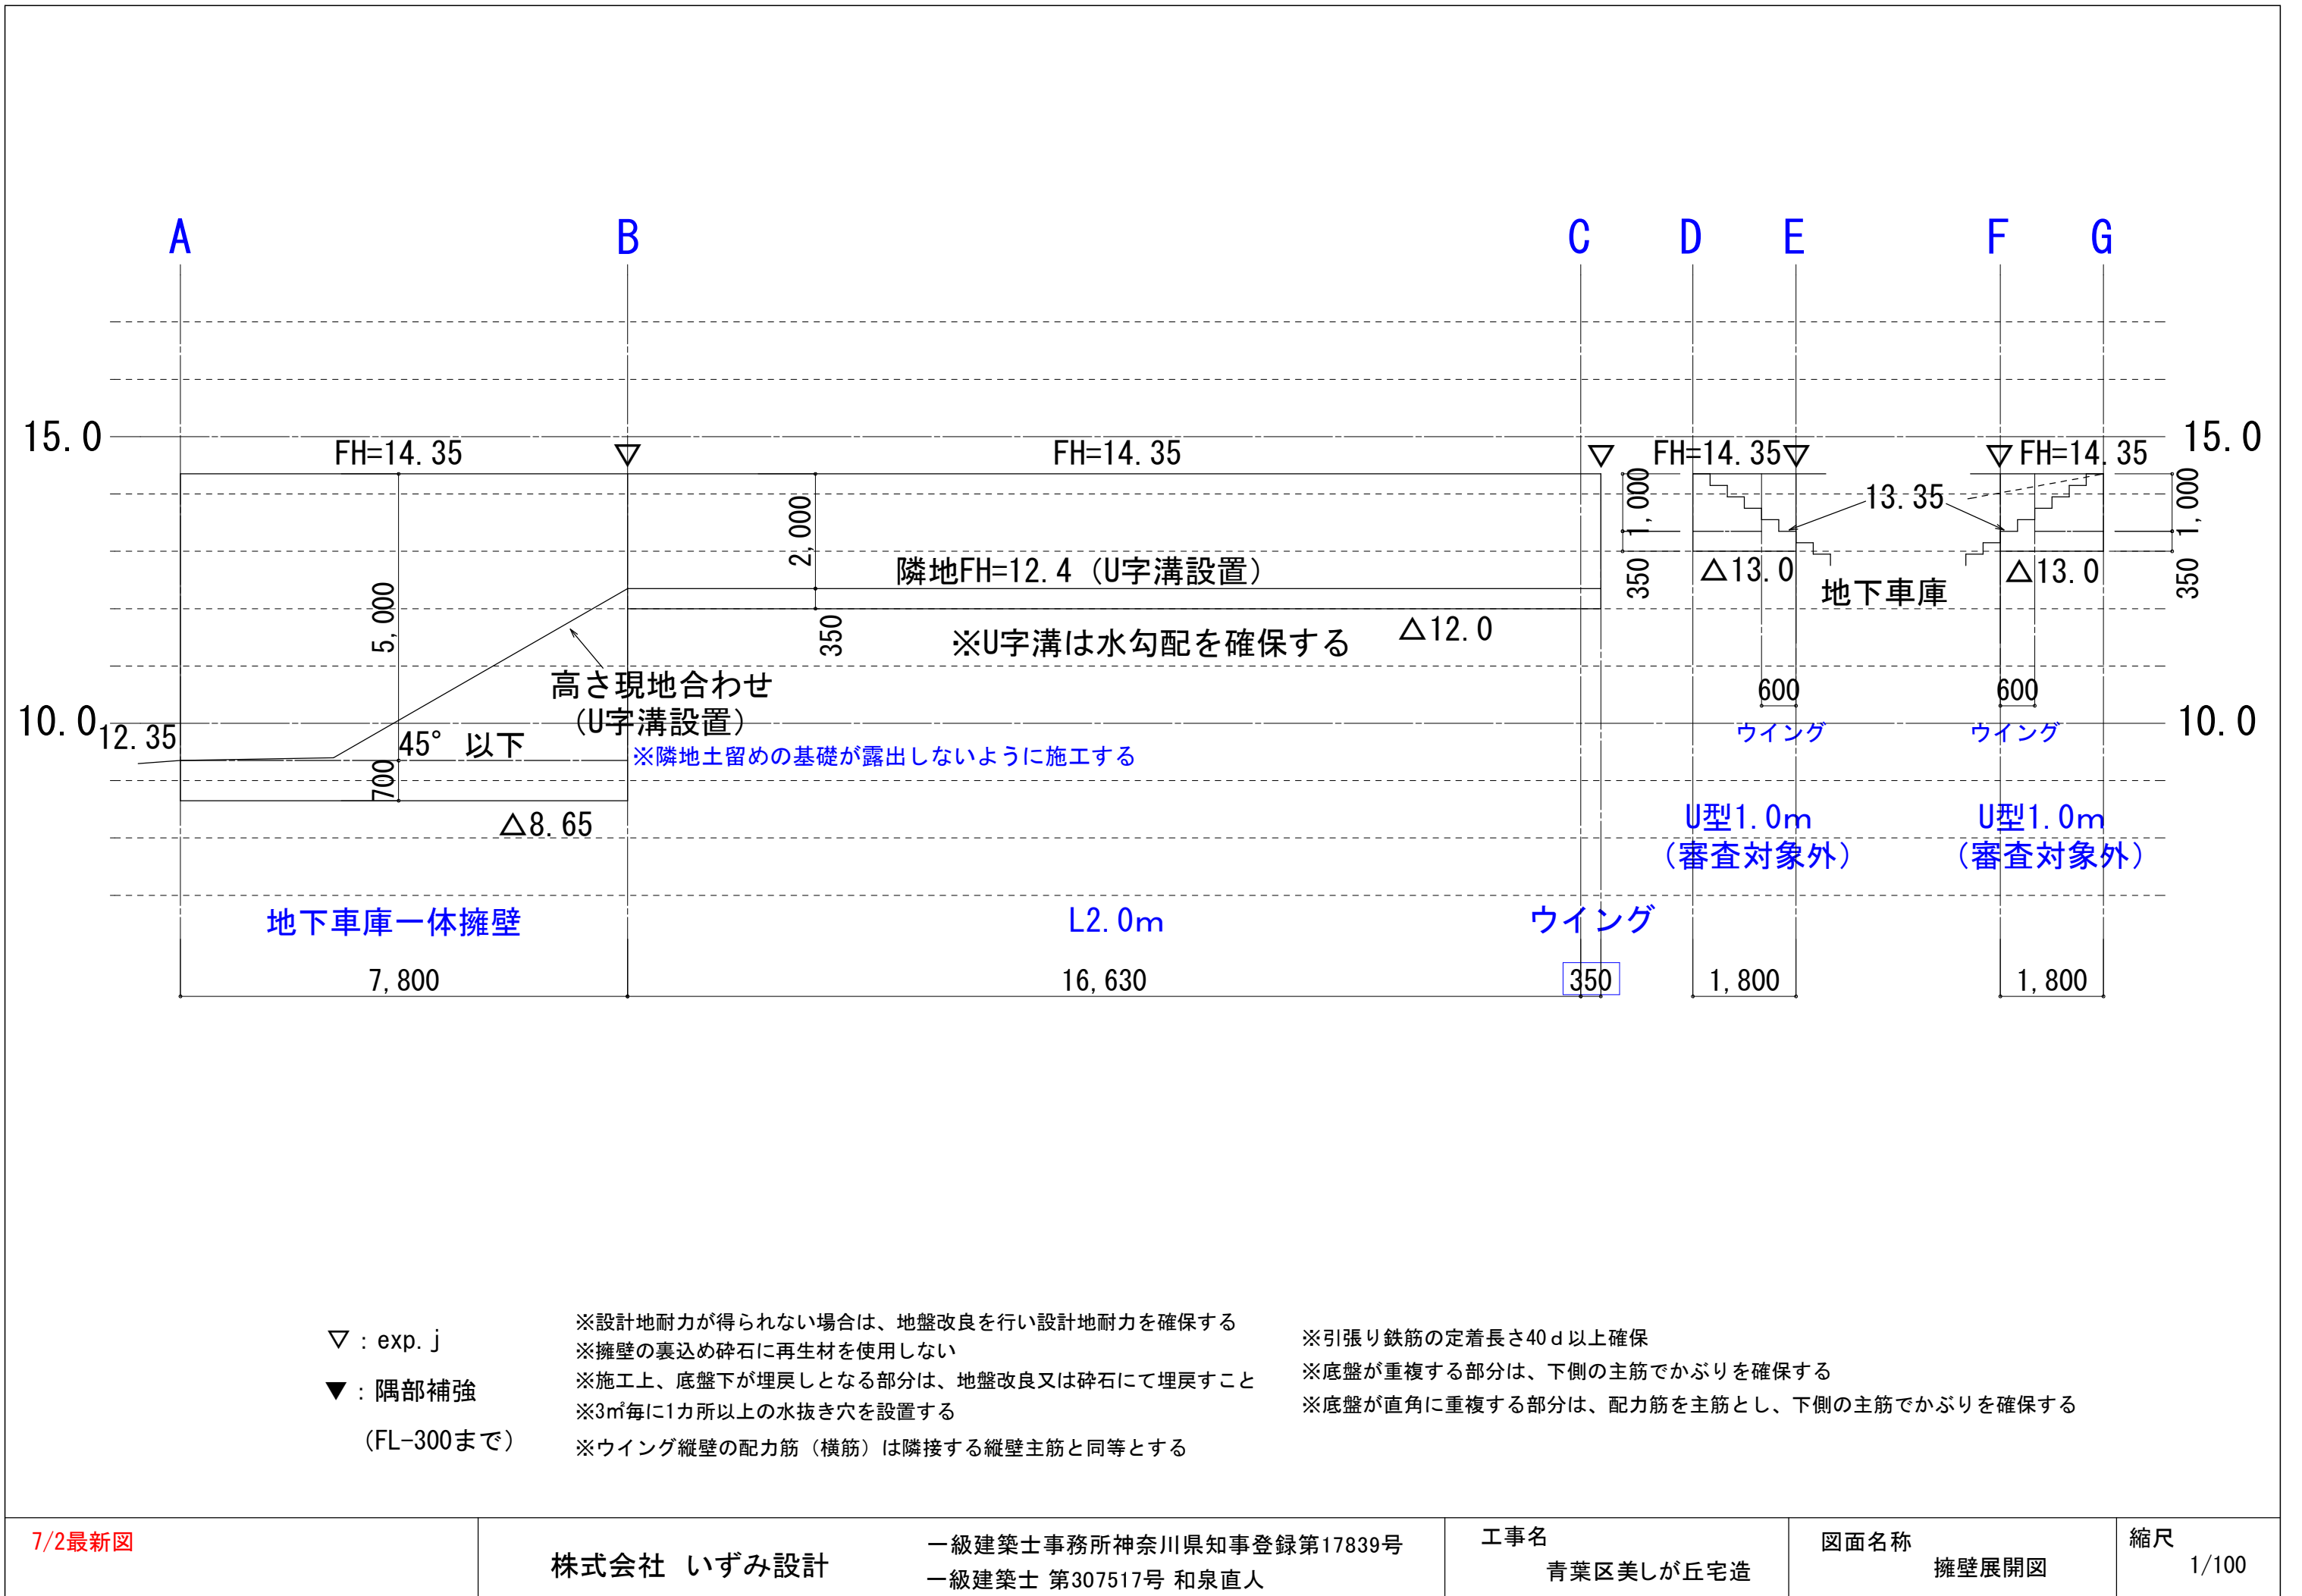 A
B
C
D
E
F
G
15.0
FH=14.35
FH=14.35
FH=14.35
FH=14.35
15.0
2,000
1,000
13.35
1,000
隣地FH=12.4（U字溝設置）
350
△13.0
△13.0
350
地下車庫
5,000
350
※U字溝は水勾配を確保する
△12.0
高さ現地合わせ
（U字溝設置）
600
600
10.0
12.35
45° 以下
※隣地土留めの基礎が露出しないように施工する
ウイング
ウイング
10.0
700
△8.65
U型1.0m
（審査対象外）
U型1.0m
（審査対象外）
地下車庫一体擁壁
L2.0m
ウイング
7,800
16,630
350
1,800
1,800
▽：exp.j
▼：隅部補強
（FL-300まで）
※設計地耐力が得られない場合は、地盤改良を行い設計地耐力を確保する
※擁壁の裏込め砕石に再生材を使用しない
※施工上、底盤下が埋戻しとなる部分は、地盤改良又は砕石にて埋戻すこと
※3㎡毎に1カ所以上の水抜き穴を設置する
※ウイング縦壁の配力筋（横筋）は隣接する縦壁主筋と同等とする
※引張り鉄筋の定着長さ40ｄ以上確保
※底盤が重複する部分は、下側の主筋でかぶりを確保する
※底盤が直角に重複する部分は、配力筋を主筋とし、下側の主筋でかぶりを確保する
7/2最新図
株式会社 いずみ設計
一級建築士事務所神奈川県知事登録第17839号
一級建築士 第307517号 和泉直人
工事名
青葉区美しが丘宅造
図面名称
擁壁展開図
縮尺
1/100